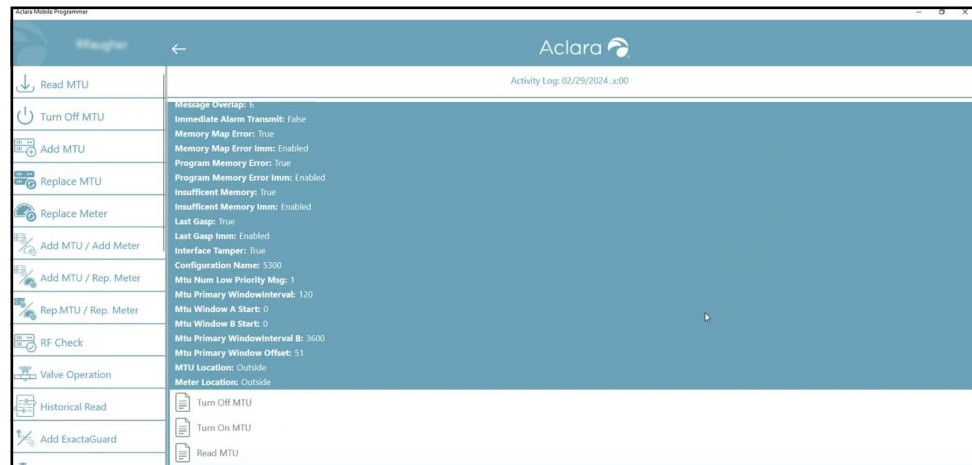 Aclara Mobile Programmer
Aclara
Read MTU
Turn Off MTU
Add MTU
Replace MTU
Replace Meter
Add MTU / Add Meter
Add MTU / Rep. Meter
Rep.MTU / Rep. Meter
RF Check
Valve Operation
Historical Read
Add ExactaGuard
Activity Log: 02/29/2024 :x:00
Message Overlap: 6
Immediate Alarm Transmit: False
Memory Map Error: True
Memory Map Error Imm: Enabled
Program Memory Error: True
Program Memory Error Imm: Enabled
Insufficent Memory: True
Insufficent Memory Imm: Enabled
Last Gasp: True
Last Gasp Imm: Enabled
Interface Tamper: True
Configuration Name: 5300
Mtu Num Low Priority Msg: 1
Mtu Primary WindowInterval: 120
Mtu Window A Start: 0
Mtu Window B Start: 0
Mtu Primary WindowInterval B: 3600
Mtu Primary Window Offset: 51
MTU Location: Outside
Meter Location: Outside
Turn Off MTU
Turn On MTU
Read MTU